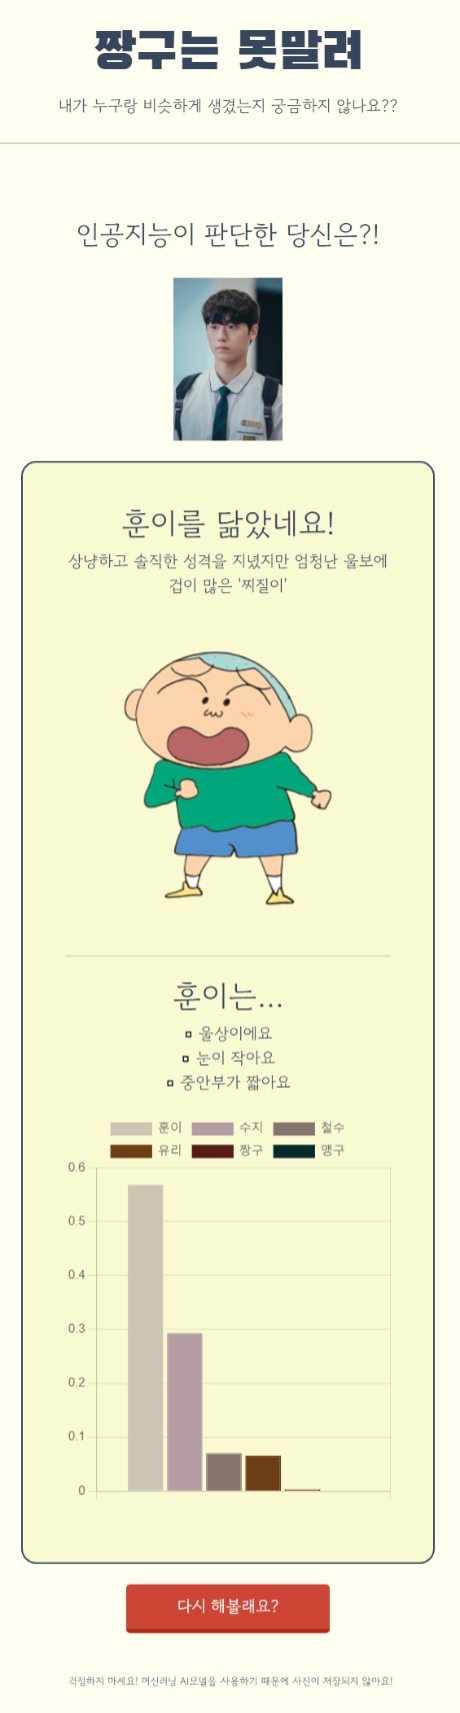 짱구는 못말려
내가 누구랑 비슷하게 생겼는지 궁금하지 않나요??
인공지능이 판단한 당신은?!
훈이를 닮았네요!
상냥하고 솔직한 성격을 지녔지만 엄청난 울보에
겁이 많은 '찌질이'
훈이는...
울상이에요
눈이 작아요
중안부가 짧아요
훈이 수지 철수
유리 짱구 맹구
0.6
0.5
0.4
0.3
0.2
0.1
0
다시 해볼래요?
걱정하지 마세요! 머신러닝 AI모델을 사용하기 때문에 사진이 저장되지 않아요!